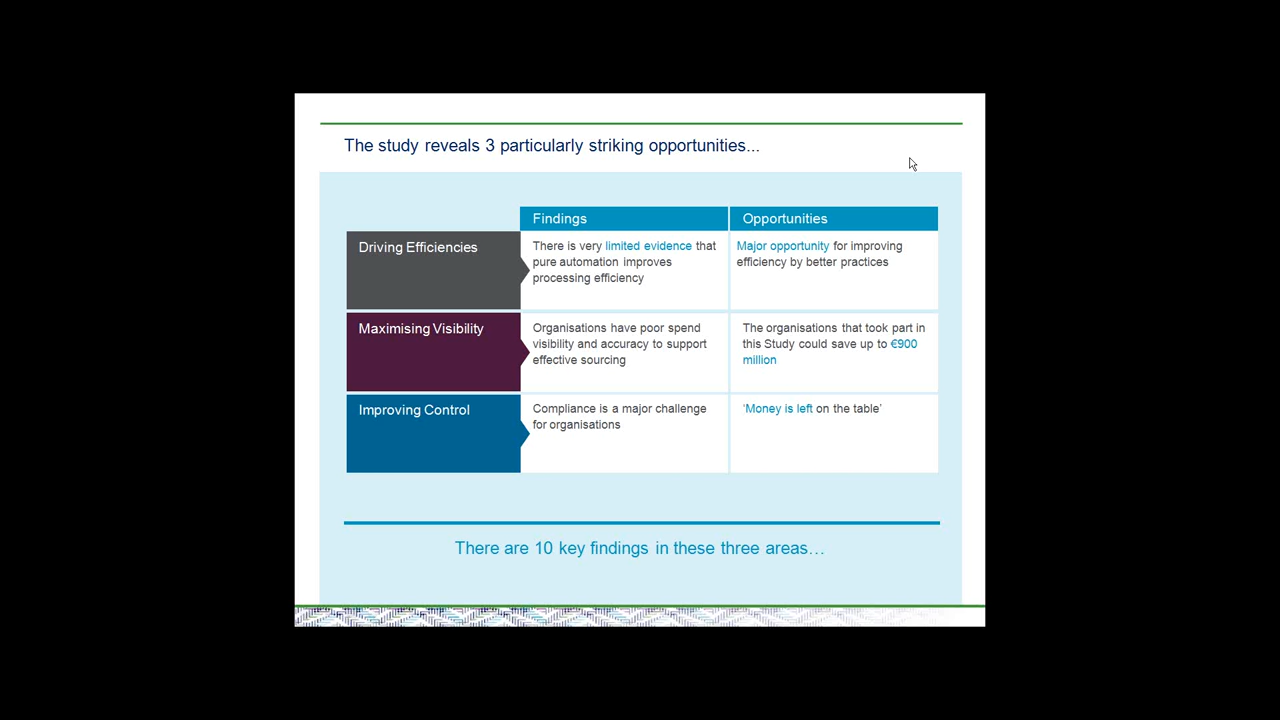 The study reveals 3 particularly striking opportunities...
Findings
Opportunities
Driving Efficiencies
There is very limited evidence that
pure automation improves
processing efficiency
Major opportunity for improving
efficiency by better practices
Maximising Visibility
Organisations have poor spend
visibility and accuracy to support
effective sourcing
The organisations that took part in
this Study could save up to €900
million
Improving Control
Compliance is a major challenge
for organisations
‘Money is left on the table’
There are 10 key findings in these three areas…